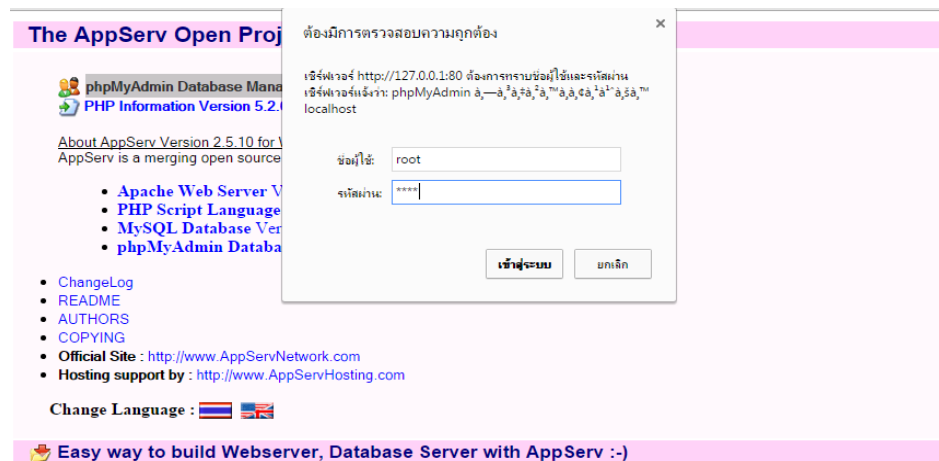 The AppServ Open Proj
phpMyAdmin Database Mana
PHP Information Version 5.2.
About AppServ Version 2.5.10 for
AppServ is a merging open source
Apache Web Server V
PHP Script Language
MySQL Database Ver
phpMyAdmin Databa
ChangeLog
README
AUTHORS
COPYING
Official Site : http://www.AppServNetwork.com
Hosting support by : http://www.AppServHosting.com
Change Language :
Easy way to build Webserver, Database Server with AppServ :-)
ต้องมีการตรวจสอบความถูกต้อง
×
เซิร์ฟเวอร์ http://127.0.0.1:80 ต้องการทราบชื่อผู้ใช้และรหัสผ่าน
เซิร์ฟเวอร์แจ้งว่า: phpMyAdmin
localhost
ชื่อผู้ใช้: root
รหัสผ่าน: ****
เข้าสู่ระบบ ยกเลิก